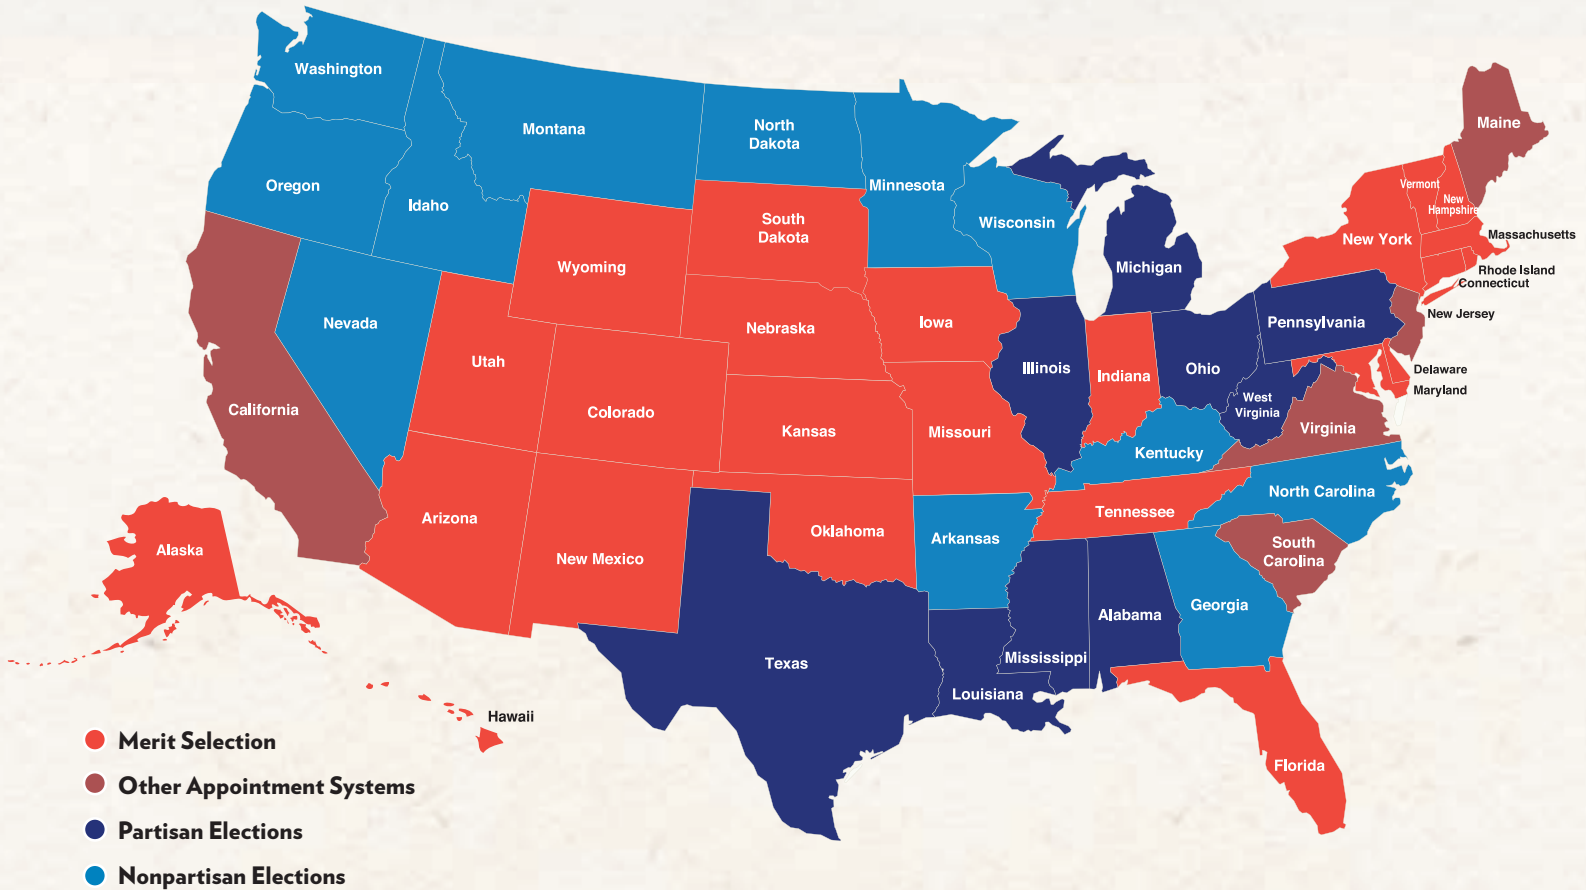 Washington
Montana
North
Dakota
Minnesota
Maine
Oregon
Idaho
Wisconsin
Vermont
New
Hampshire
South
Dakota
Wyoming
Michigan
New York
Massachusetts
Rhode Island
Connecticut
Nevada
Utah
Nebraska
Iowa
Illinois
Indiana
Ohio
Pennsylvania
New Jersey
Delaware
Maryland
California
Colorado
Kansas
Missouri
West
Virginia
Virginia
Kentucky
North Carolina
Tennessee
Arizona
New Mexico
Oklahoma
Arkansas
South
Carolina
Alaska
Texas
Mississippi
Alabama
Georgia
Louisiana
Hawaii
Florida
Merit Selection
Other Appointment Systems
Partisan Elections
Nonpartisan Elections